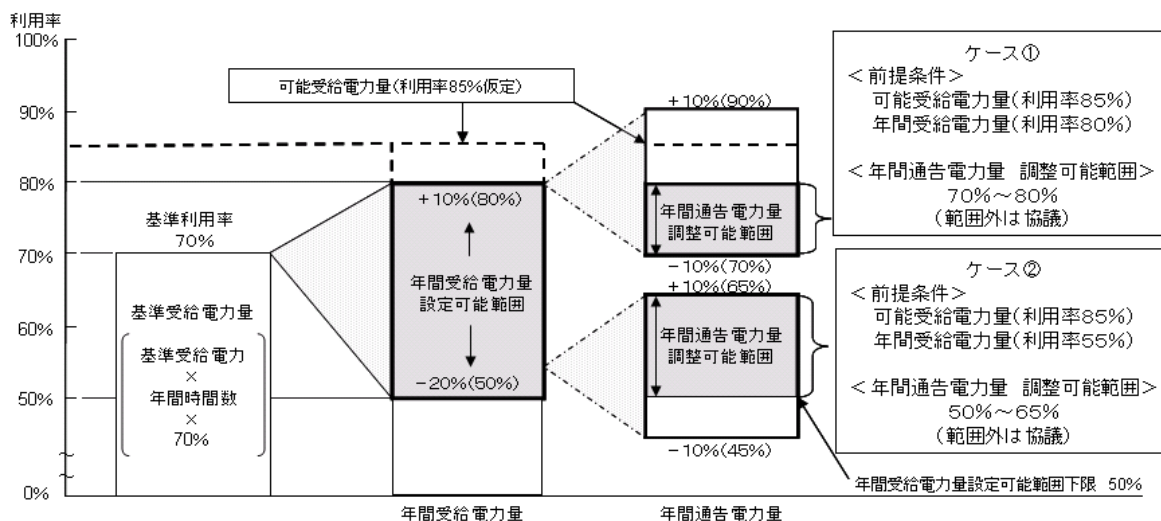 利用率
100%
90%
80%
70%
60%
50%
0%
可能受給電力量(利用率85%仮定)
基準利用率
70%
基準受給電力量
基準受給電力
×
年間時間数
×
70%
+10%(80%)
年間受給電力量
設定可能範囲
-20%(50%)
年間受給電力量
+10%(90%)
年間通告電力量
調整可能範囲
-10%(70%)
+10%(65%)
年間通告電力量
調整可能範囲
-10%(45%)
年間通告電力量
ケース①
<前提条件>
可能受給電力量(利用率85%)
年間受給電力量(利用率80%)
<年間通告電力量 調整可能範囲>
70%~80%
(範囲外は協議)
ケース②
<前提条件>
可能受給電力量(利用率85%)
年間受給電力量(利用率55%)
<年間通告電力量 調整可能範囲>
50%~65%
(範囲外は協議)
年間受給電力量設定可能範囲下限 50%